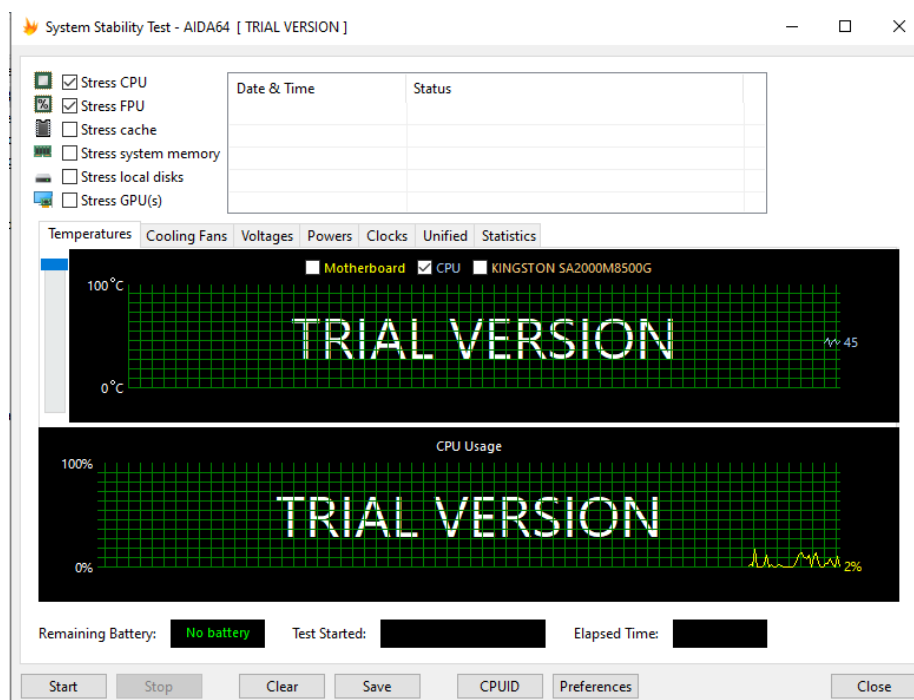 System Stability Test - AIDA64 [ TRIAL VERSION ]
Stress CPU
Stress FPU
Stress cache
Stress system memory
Stress local disks
Stress GPU(s)
Date & Time Status
Temperatures Cooling Fans Voltages Powers Clocks Unified Statistics
Motherboard CPU KINGSTON SA2000M8500G
100°C
TRIAL VERSION
45
0°C
CPU Usage
100%
TRIAL VERSION
0%
2%
Remaining Battery: No battery Test Started: Elapsed Time:
Start Stop Clear Save CPUID Preferences Close